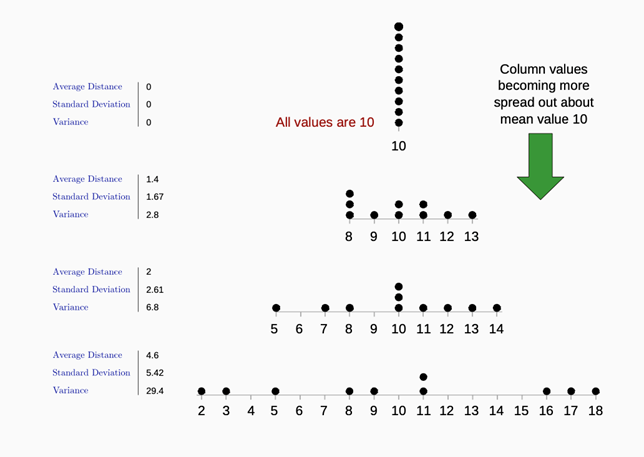 Column values
becoming more
spread out about
mean value 10
Average Distance 0
Standard Deviation 0
Variance 0
All values are 10
10
Average Distance 1.4
Standard Deviation 1.67
Variance 2.8
8 9 10 11 12 13
Average Distance 2
Standard Deviation 2.61
Variance 6.8
5 6 7 8 9 10 11 12 13 14
Average Distance 4.6
Standard Deviation 5.42
Variance 29.4
2 3 4 5 6 7 8 9 10 11 12 13 14 15 16 17 18